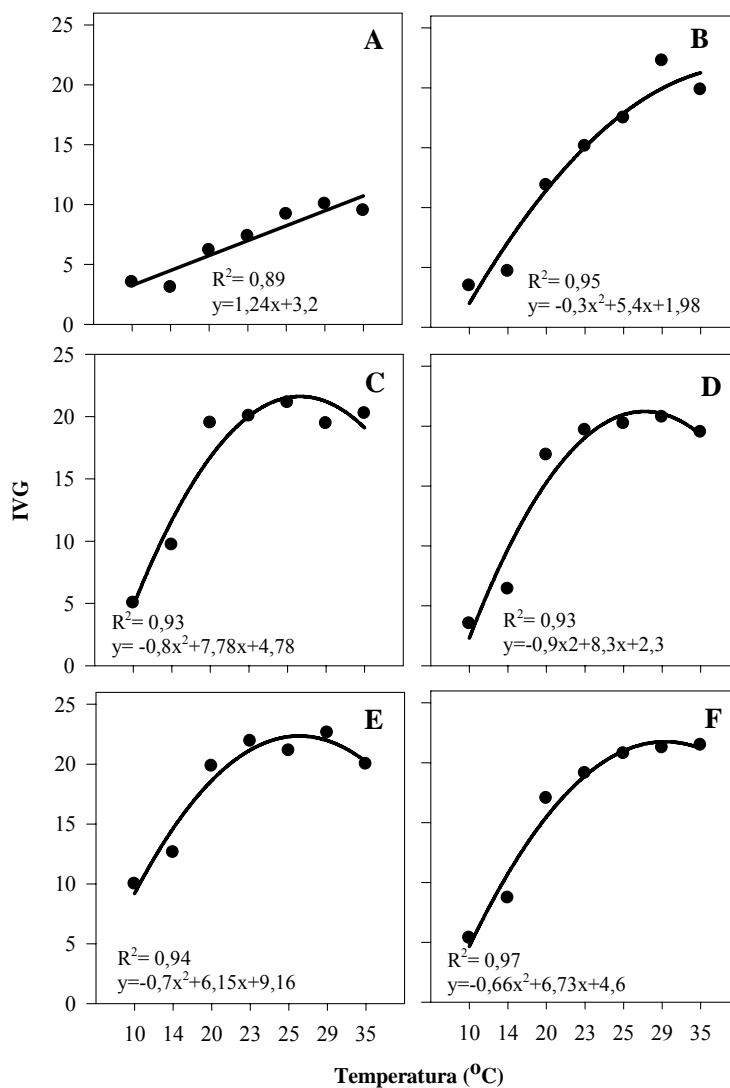 25
A
B
20
15
10
R²= 0,89
y=1,24x+3,2
R²= 0,95
y= -0,3x²+5,4x+1,98
5
0
25
C
D
20
15
10
5
R²= 0,93
y= -0,8x²+7,78x+4,78
R²= 0,93
y=-0,9x2+8,3x+2,3
0
IVG
25
E
F
20
15
10
5
R²= 0,94
y=-0,7x²+6,15x+9,16
R²= 0,97
y=-0,66x²+6,73x+4,6
0
10 14 20 23 25 29 35
10 14 20 23 25 29 35
Temperatura (ºC)